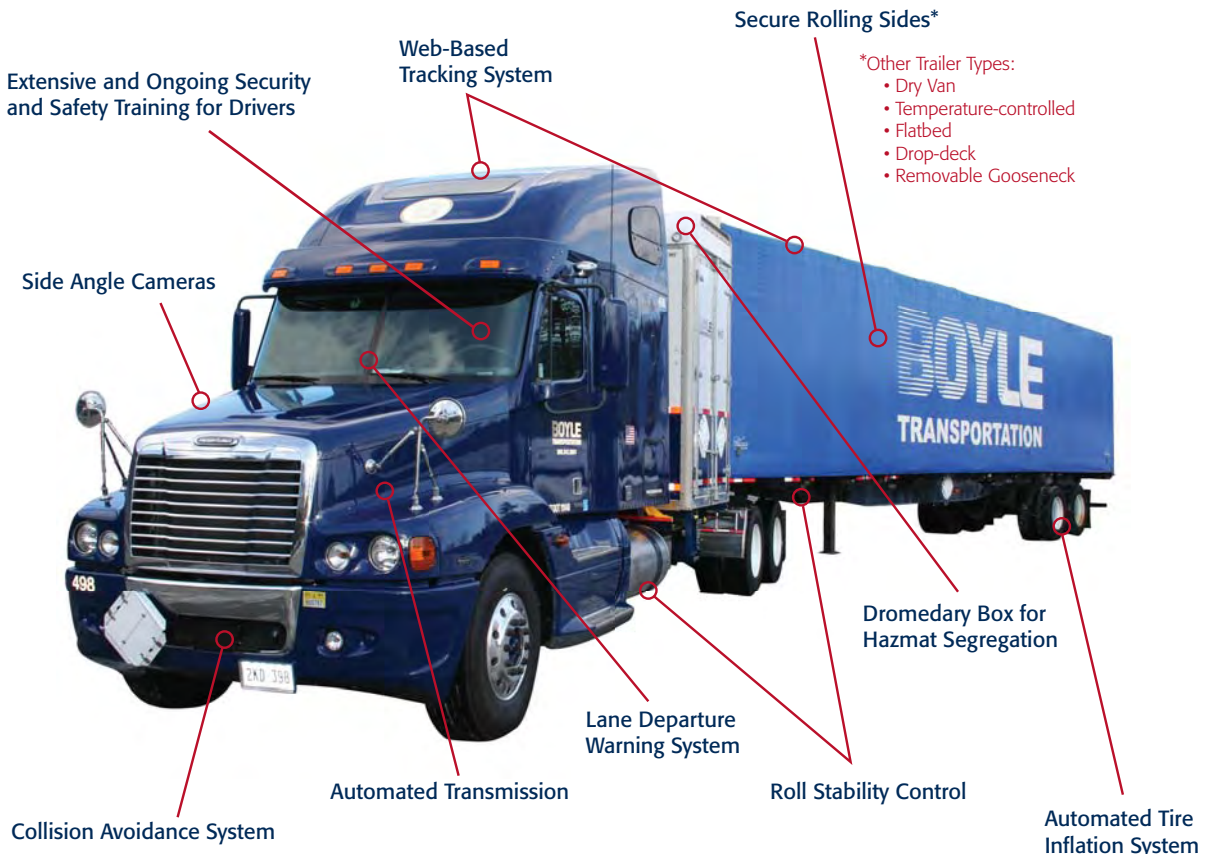 Secure Rolling Sides*
*Other Trailer Types:
• Dry Van
• Temperature-controlled
• Flatbed
• Drop-deck
• Removable Gooseneck
Web-Based
Tracking System
Extensive and Ongoing Security
and Safety Training for Drivers
Side Angle Cameras
BOYLE
TRANSPORTATION
BOYLE
TRANSPORTATION
498
2KD 398
Dromedary Box for
Hazmat Segregation
Lane Departure
Warning System
Automated Transmission
Roll Stability Control
Collision Avoidance System
Automated Tire
Inflation System